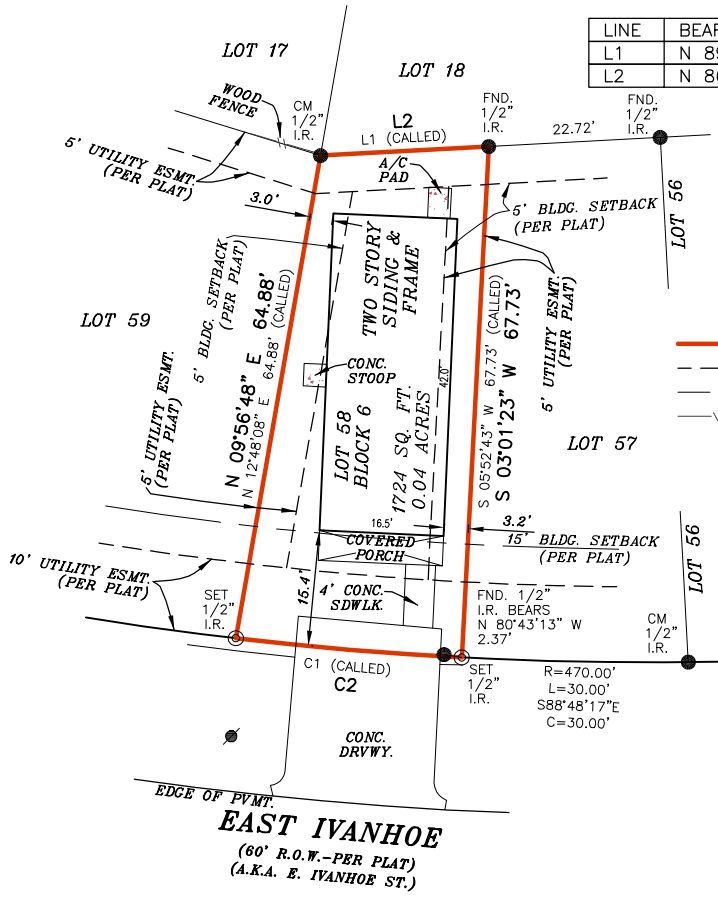 LINE BEAR
L1 N 89
L2 N 80
LOT 17
LOT 18
WOOD
FENCE
CM
1/2"
I.R.
L2
L1 (CALLED)
FND.
1/2"
I.R.
22.72'
FND.
1/2"
I.R.
5' UTILITY ESMT.
(PER PLAT)
A/C
PAD
3.0'
5' BLDG. SETBACK
(PER PLAT)
LOT 56
TWO STORY
SIDING &
FRAME
5' BLDG. SETBACK
(PER PLAT)
LOT 59
N 09°56'48" E 64.88'
N 12°48'08" E 64.88' (CALLED)
S 05°52'43" W 67.73' (CALLED)
S 03°01'23" W 67.73'
5' UTILITY ESMT.
(PER PLAT)
CONC.
STOOP
42.0'
5' UTILITY ESMT.
(PER PLAT)
LOT 58
BLOCK 6
1724 SQ. FT.
0.04 ACRES
LOT 57
16.5'
3.2'
COVERED
PORCH
15' BLDG. SETBACK
(PER PLAT)
LOT 56
10' UTILITY ESMT.
(PER PLAT)
15.4'
4' CONC.
SDWLK.
SET
1/2"
I.R.
FND. 1/2"
I.R. BEARS
N 80°43'13" W
2.37'
CM
1/2"
I.R.
C1 (CALLED)
C2
SET
1/2"
I.R.
R=470.00'
L=30.00'
S88°48'17"E
C=30.00'
CONC.
DRVWY.
EDGE OF PVMT.
EAST IVANHOE
(60' R.O.W.-PER PLAT)
(A.K.A. E. IVANHOE ST.)